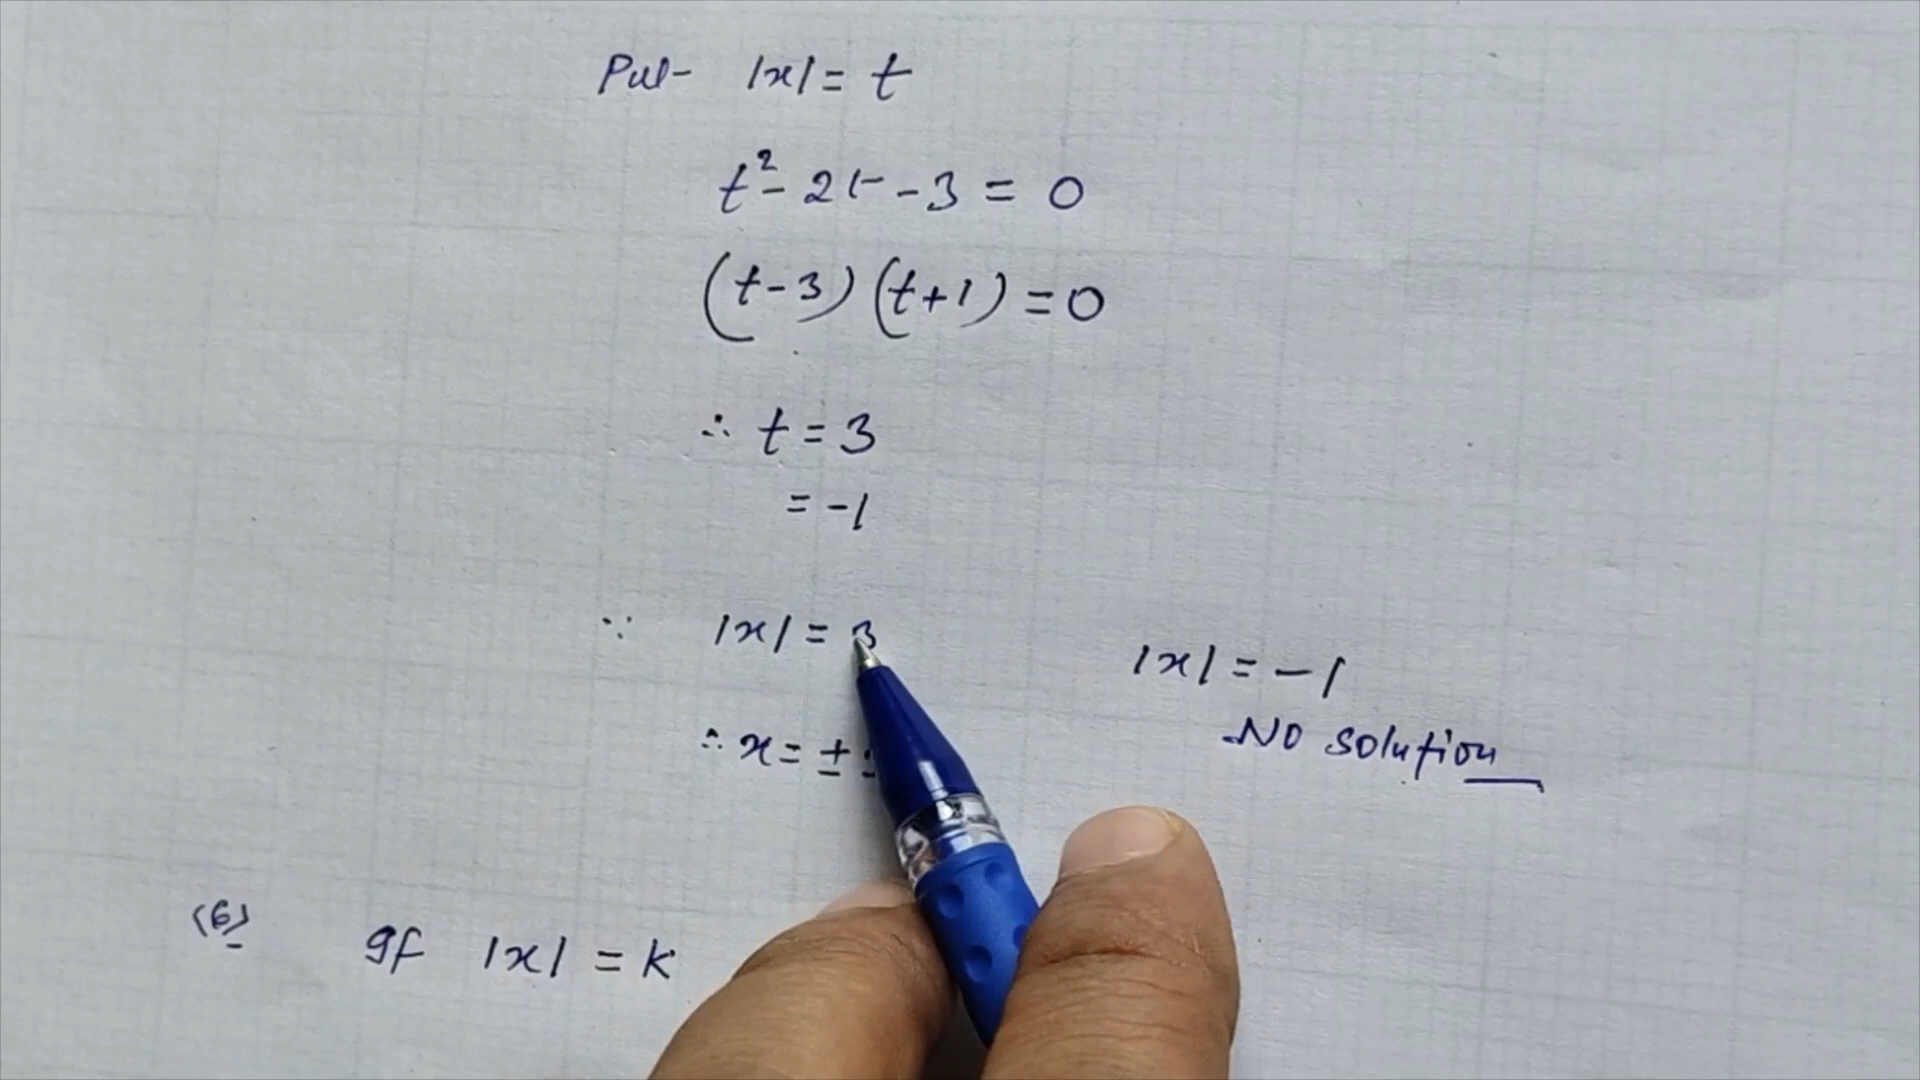 Put |x| = t
t² - 2t - 3 = 0
(t-3) (t+1) = 0
∴ t = 3
= -1
∵ |x| = 3
|x| = -1
∴ x = ±
No solution
(6) If |x| = k